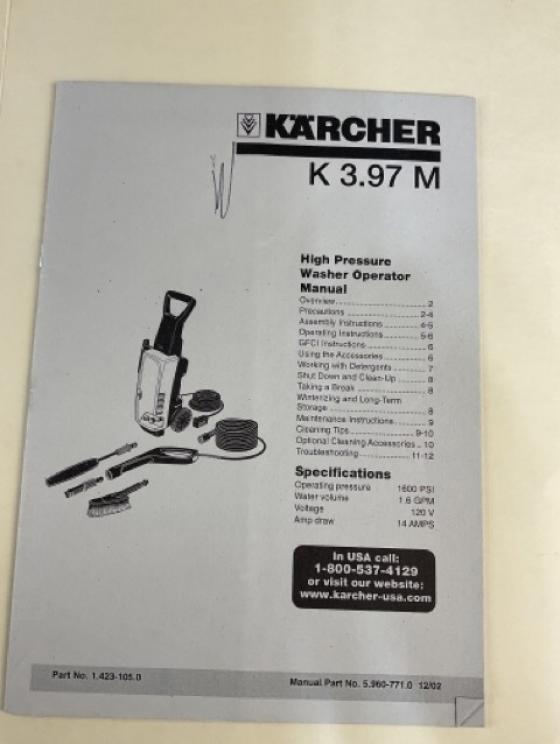 KÄRCHER
K 3.97 M
High Pressure
Washer Operator
Manual
Overview 2
Precautions 2-4
Assembly Instructions 4-5
Operating Instructions 5-6
GFCI Instructions 6
Using the Accessories 6
Working with Detergents 7
Shut Down and Clean-Up 8
Taking a Break 8
Winterizing and Long-Term
Storage 8
Maintenance Instructions 9
Cleaning Tips 9-10
Optional Cleaning Accessories 10
Troubleshooting 11-12
Specifications
Operating pressure 1600 PSI
Water volume 1.6 GPM
Voltage 120 V
Amp draw 14 AMPS
In USA call:
1-800-537-4129
or visit our website:
www.karcher-usa.com
Part No. 1.423-105.0
Manual Part No. 5.960-771.0 12/02